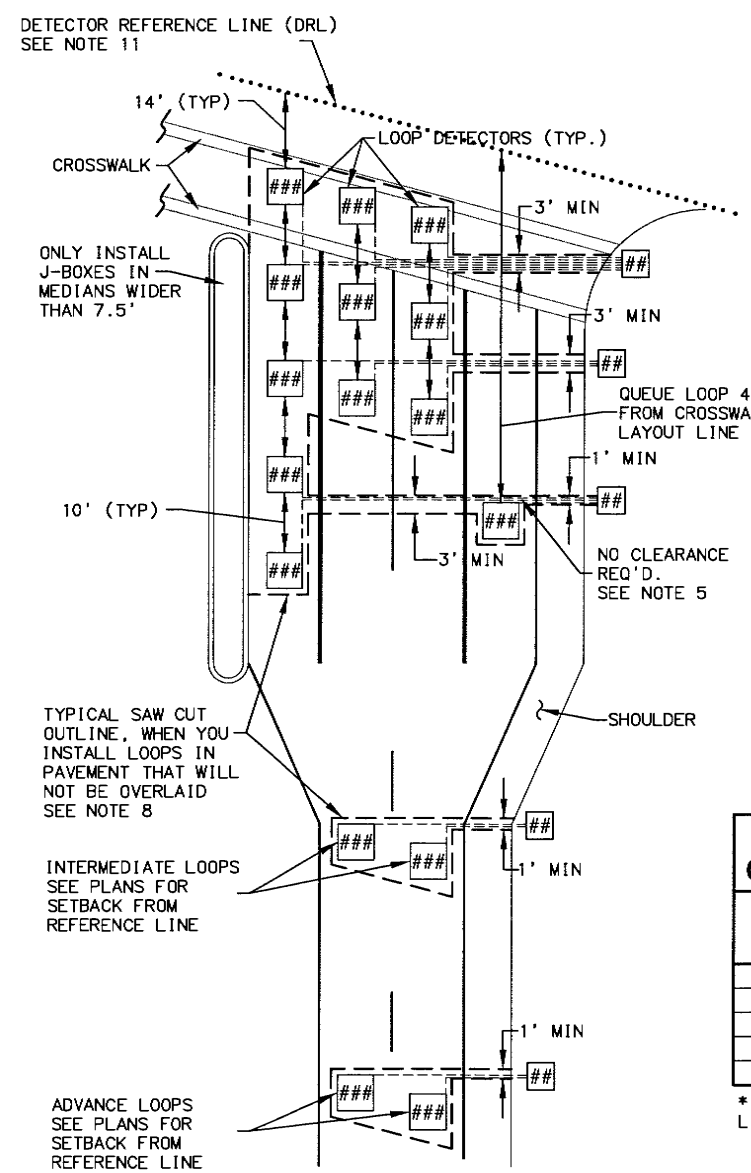 DETECTOR REFERENCE LINE (DRL)
SEE NOTE 11
14' (TYP)
LOOP DETECTORS (TYP.)
CROSSWALK
###
###
###
3' MIN
##
ONLY INSTALL
J-BOXES IN
MEDIANS WIDER
THAN 7.5'
###
###
###
3' MIN
##
###
###
###
QUEUE LOOP 4
FROM CROSSWA
LAYOUT LINE
1' MIN
###
##
10' (TYP)
###
3' MIN
###
NO CLEARANCE
REQ'D.
SEE NOTE 5
TYPICAL SAW CUT
OUTLINE, WHEN YOU
INSTALL LOOPS IN
PAVEMENT THAT WILL
NOT BE OVERLAID
SEE NOTE 8
SHOULDER
###
###
##
1' MIN
INTERMEDIATE LOOPS
SEE PLANS FOR
SETBACK FROM
REFERENCE LINE
1' MIN
###
###
##
ADVANCE LOOPS
SEE PLANS FOR
SETBACK FROM
REFERENCE LINE
*
L